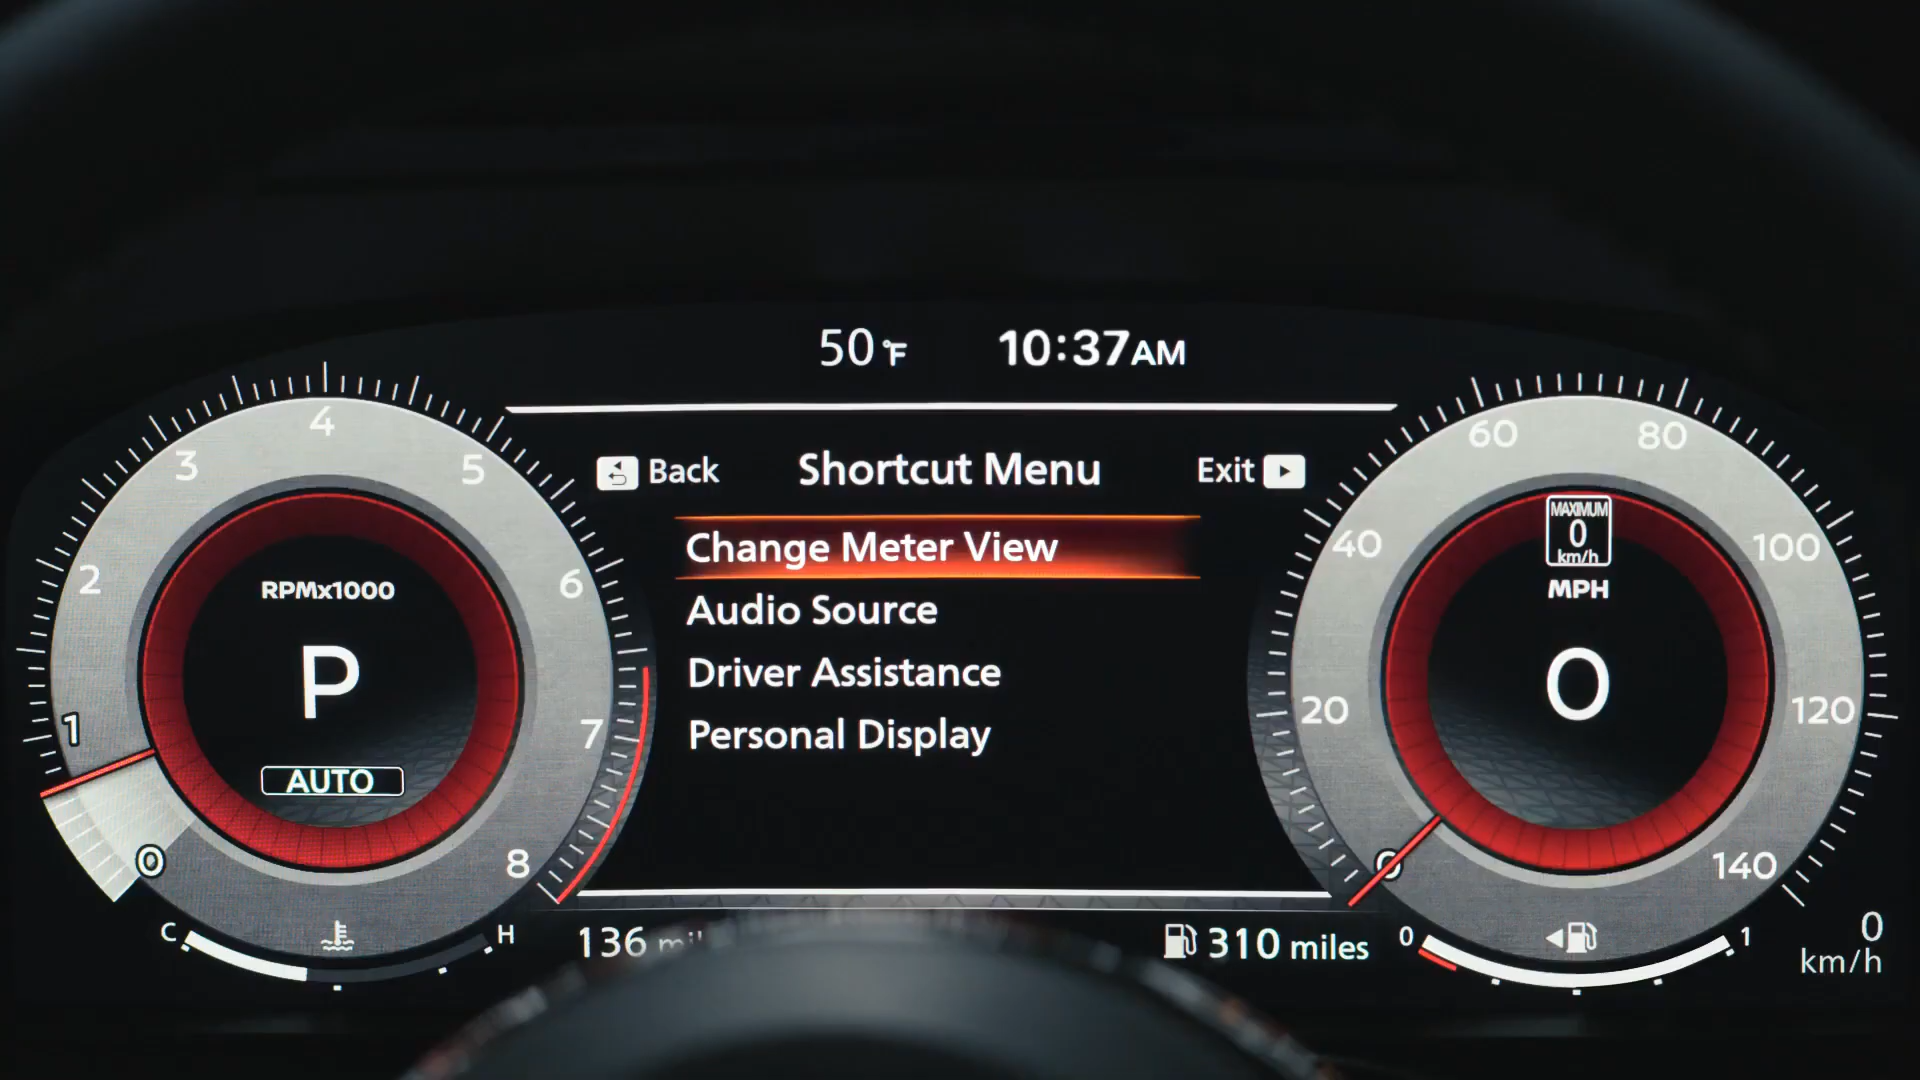 50°F 10:37AM
Back Shortcut Menu Exit
Change Meter View
Audio Source
Driver Assistance
Personal Display
0 1 2 3 4 5 6 7 8
RPMx1000
P
AUTO
C H
136
310 miles
0 20 40 60 80 100 120 140
MAXIMUM
0
km/h
MPH
0
0 1
0
km/h